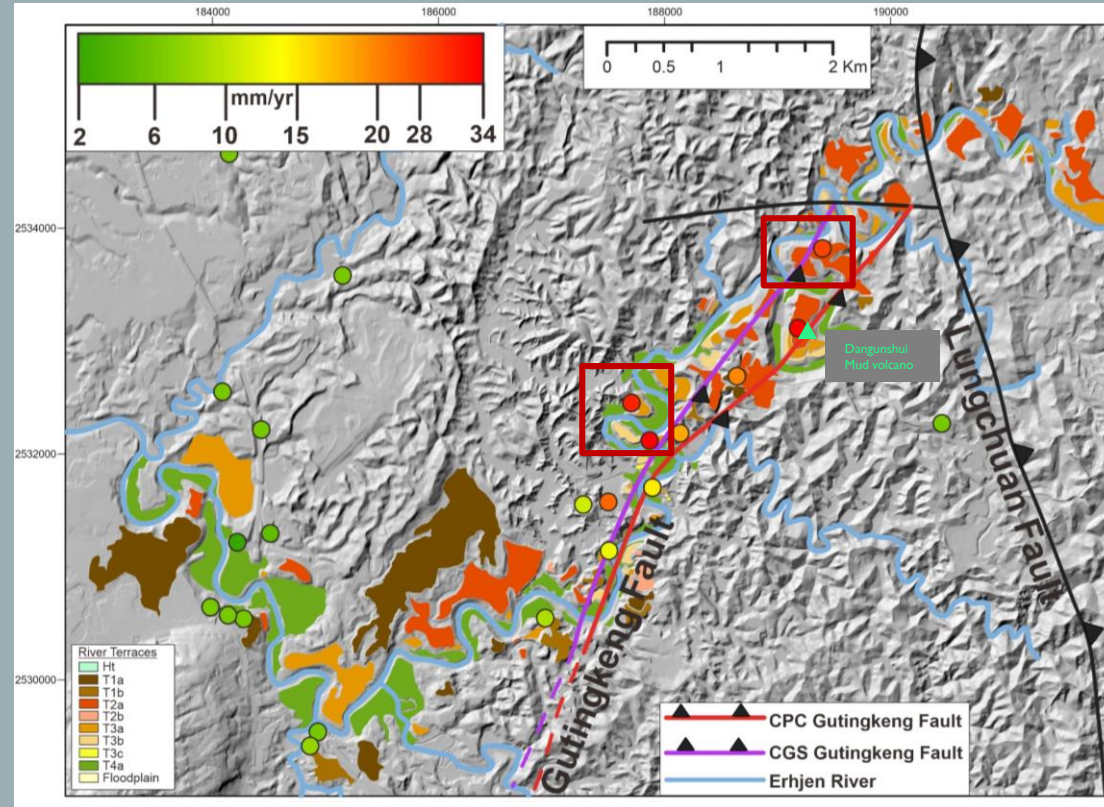 184000 186000 188000 190000
mm/yr
2 6 10 15 20 28 34
0 0.5 1 2 Km
2534000
Dangunshui
Mud volcano
Lungchuan Fault
2532000
Gutingkeng Fault
2530000
River Terraces
Ht
T1a
T1b
T2a
T2b
T3a
T3b
T3c
T4a
Floodplain
CPC Gutingkeng Fault
CGS Gutingkeng Fault
Erhjen River